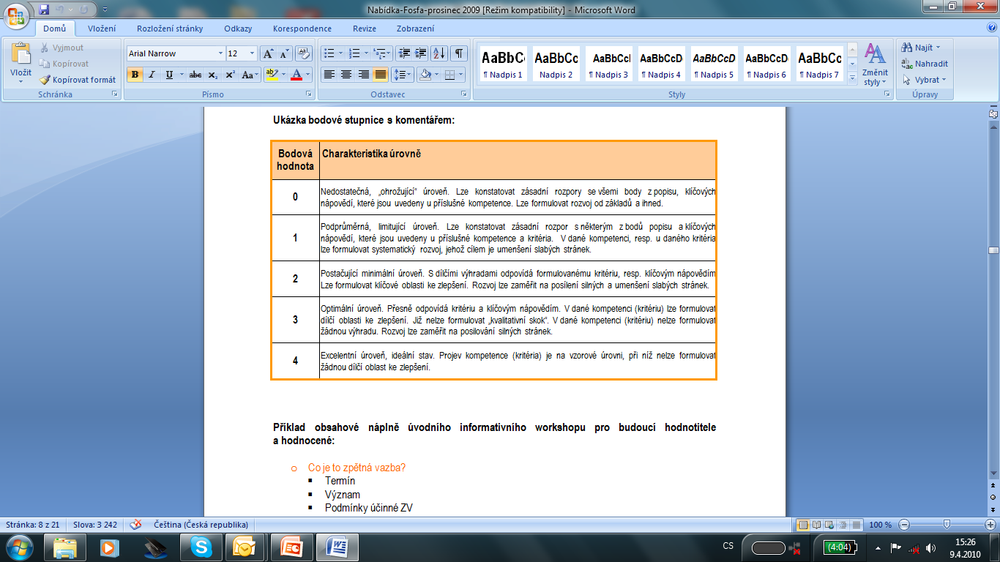 Nabídka-Fosfa-prosinec 2009 [Režim kompatibility] - Microsoft Word
Domů Vložení Rozložení stránky Odkazy Korespondence Revize Zobrazení
Vložit
Vyjmout
Kopírovat
Kopírovat formát
Schránka
Arial Narrow 12
Písmo
Odstavec
AaBbC AaBbCc AaBbCcI AaBbCcD AaBbCcD AaBbCcD AaBbCc
¶ Nadpis 1 Nadpis 2 ¶ Nadpis 3 ¶ Nadpis 4 ¶ Nadpis 5 ¶ Nadpis 6 ¶ Nadpis 7
Změnit
styly
Styly
Najít
Nahradit
Vybrat
Úpravy
Ukázka bodové stupnice s komentářem:
Bodová
hodnota
Charakteristika úrovně
0
Nedostatečná, „ohrožující“ úroveň. Lze konstatovat zásadní rozpory se všemi body z popisu, klíčových
nápovědí, které jsou uvedeny u příslušné kompetence. Lze formulovat rozvoj od základů a ihned.
1
Podprůměrná, limitující úroveň. Lze konstatovat zásadní rozpor s některým z bodů popisu a klíčových
nápovědí, které jsou uvedeny u příslušné kompetence a kritéria. V dané kompetenci, resp. u daného kritéria
lze formulovat systematický rozvoj, jehož cílem je umenšení slabých stránek.
2
Postačující minimální úroveň. S dílčími výhradami odpovídá formulovanému kritériu, resp. klíčovým nápovědím
Lze formulovat klíčové oblasti ke zlepšení. Rozvoj lze zaměřit na posílení silných a umenšení slabých stránek.
3
Optimální úroveň. Přesně odpovídá kritériu a klíčovým nápovědím. V dané kompetenci (kritériu) lze formulovat
dílčí oblasti ke zlepšení. Již nelze formulovat „kvalitativní skok“. V dané kompetenci (kritériu) nelze formulovat
žádnou výhradu. Rozvoj lze zaměřit na posilování silných stránek.
4
Excelentní úroveň, ideální stav. Projev kompetence (kritéria) je na vzorové úrovni, při níž nelze formulovat
žádnou dílčí oblast ke zlepšení.
Příklad obsahové náplně úvodního informativního workshopu pro budoucí hodnotitele
a hodnocené:
o Co je to zpětná vazba?
▪ Termín
▪ Význam
▪ Podmínky účinné ZV
Stránka: 8 z 21 Slova: 3 242 Čeština (Česká republika) 100 %
CS (4:04) 15:26
9.4.2010